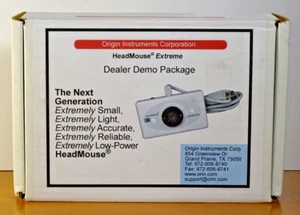 Origin Instruments Corporation
HeadMouse® Extreme
Dealer Demo Package
The Next
Generation
Extremely Small,
Extremely Light,
Extremely Accurate,
Extremely Reliable,
Extremely Low-Power
HeadMouse®
Origin Instruments Corp.
854 Greenview Dr.
Grand Prairie, TX 75050
Tel: 972-606-8740
Fax: 972-606-8741
www.orin.com
support@orin.com